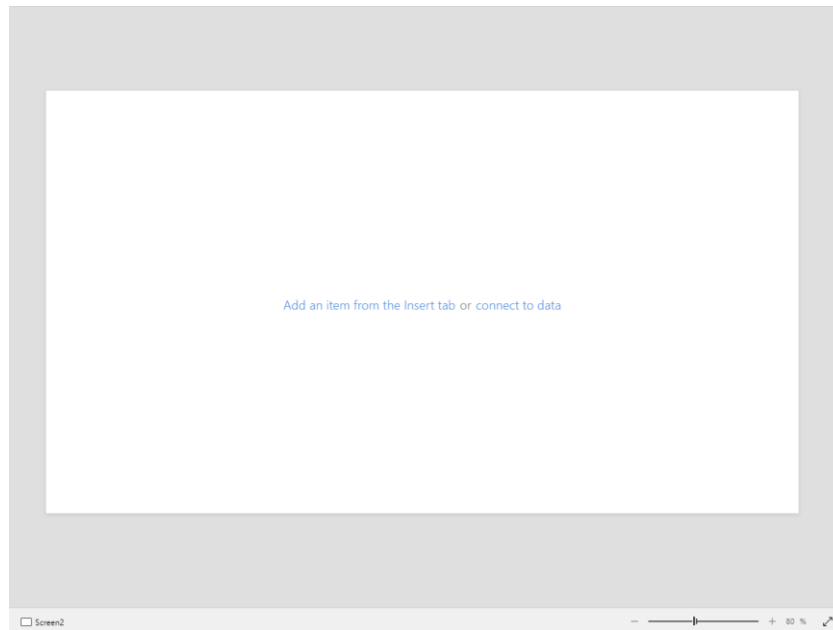 Add an item from the Insert tab or connect to data
Screen2
80 %